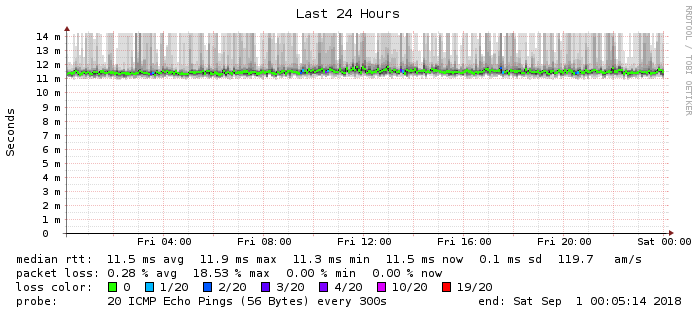 Last 24 Hours
RRDTOOL / TOBI OETIKER
Seconds
14 m
13 m
12 m
11 m
10 m
9 m
8 m
7 m
6 m
5 m
4 m
3 m
2 m
1 m
0
Fri 04:00 Fri 08:00 Fri 12:00 Fri 16:00 Fri 20:00 Sat 00:00
median rtt: 11.5 ms avg 11.9 ms max 11.3 ms min 11.5 ms now 0.1 ms sd 119.7 am/s
packet loss: 0.28 % avg 18.53 % max 0.00 % min 0.00 % now
loss color: 0 1/20 2/20 3/20 4/20 10/20 19/20
probe: 20 ICMP Echo Pings (56 Bytes) every 300s end: Sat Sep 1 00:05:14 2018